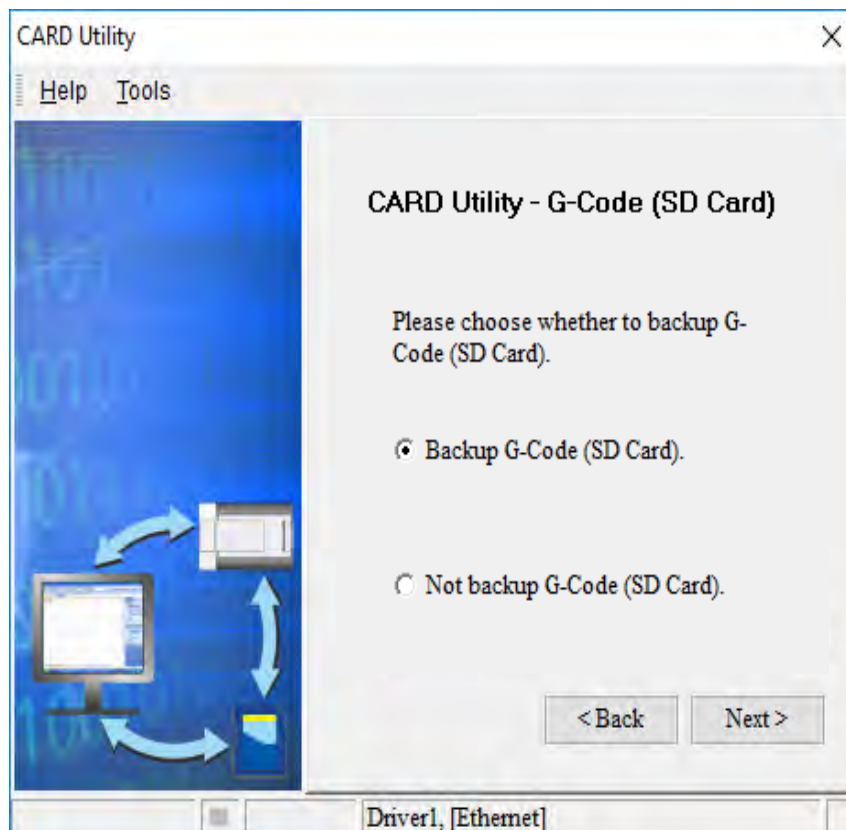 CARD Utility
Help Tools
CARD Utility - G-Code (SD Card)
Please choose whether to backup G-
Code (SD Card).
Backup G-Code (SD Card).
Not backup G-Code (SD Card).
< Back Next >
Driver1, [Ethernet]